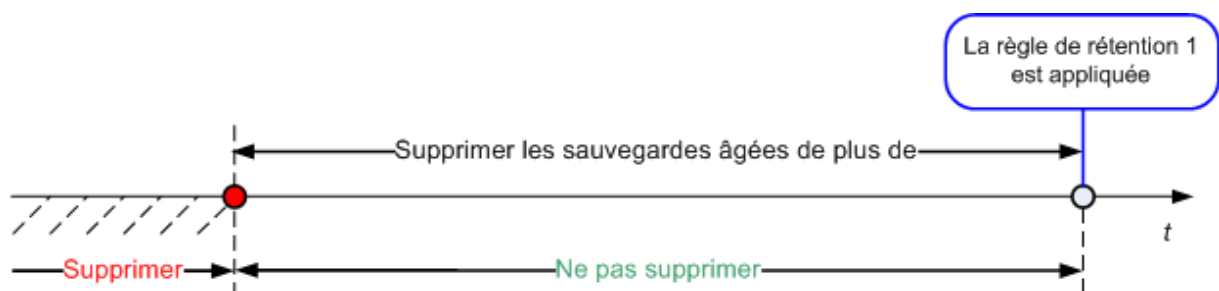 La règle de rétention 1
est appliquée
Supprimer les sauvegardes âgées de plus de
t
Supprimer
Ne pas supprimer